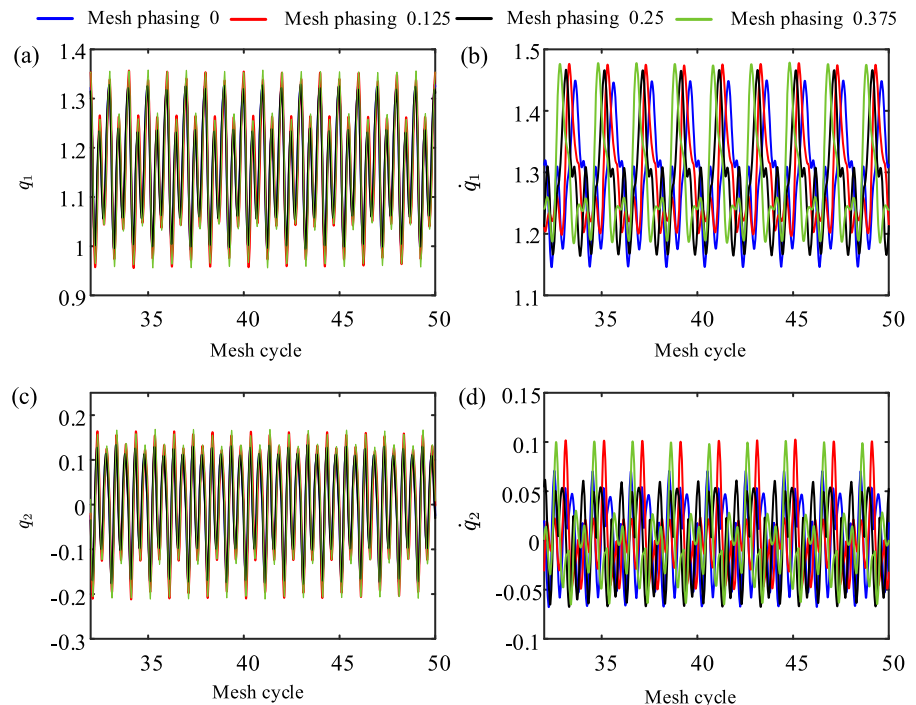 Mesh phasing 0 Mesh phasing 0.125 Mesh phasing 0.25 Mesh phasing 0.375
(a)
1.4
1.3
1.2
1.1
1
0.9
q₁
35 40 45 50
Mesh cycle
(b)
1.5
1.4
1.3
1.2
1.1
q̇₁
35 40 45 50
Mesh cycle
(c)
0.2
0.1
0
-0.1
-0.2
-0.3
q₂
35 40 45 50
Mesh cycle
(d)
0.15
0.1
0.05
0
-0.05
-0.1
q̇₂
35 40 45 50
Mesh cycle